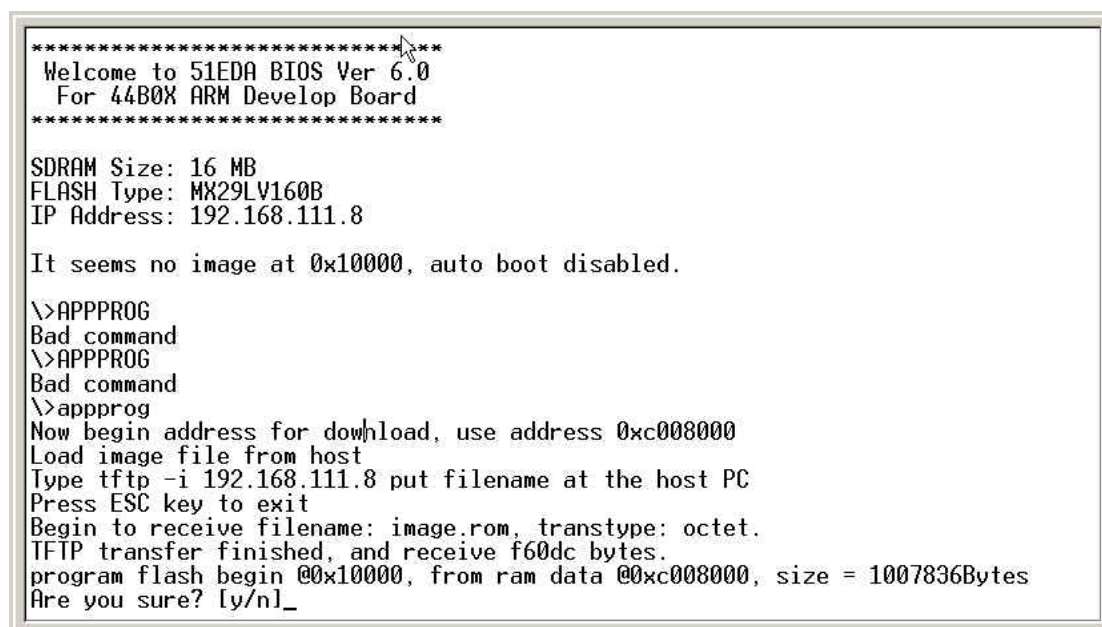 *******************************
Welcome to 51EDA BIOS Ver 6.0
For 44B0X ARM Develop Board
*******************************
SDRAM Size: 16 MB
FLASH Type: MX29LV160B
IP Address: 192.168.111.8
It seems no image at 0x10000, auto boot disabled.
\>APPPROG
Bad command
\>APPPROG
Bad command
\>appprog
Now begin address for download, use address 0xc008000
Load image file from host
Type tftp -i 192.168.111.8 put filename at the host PC
Press ESC key to exit
Begin to receive filename: image.rom, transtype: octet.
TFTP transfer finished, and receive f60dc bytes.
program flash begin @0x10000, from ram data @0xc008000, size = 1007836Bytes
Are you sure? [y/n]_